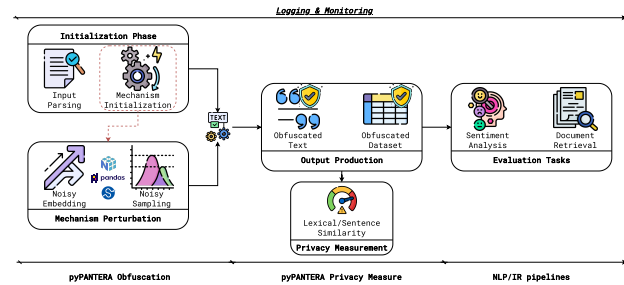 Logging & Monitoring
Initialization Phase
Input
Parsing
Mechanism
Initialization
TEXT
Obfuscated
Text
Obfuscated
Dataset
Output Production
Sentiment
Analysis
Document
Retrieval
Evaluation Tasks
pandas
Noisy
Embedding
Noisy
Sampling
Mechanism Perturbation
Lexical/Sentence
Similarity
Privacy Measurement
pyPANTERA Obfuscation
pyPANTERA Privacy Measure
NLP/IR pipelines